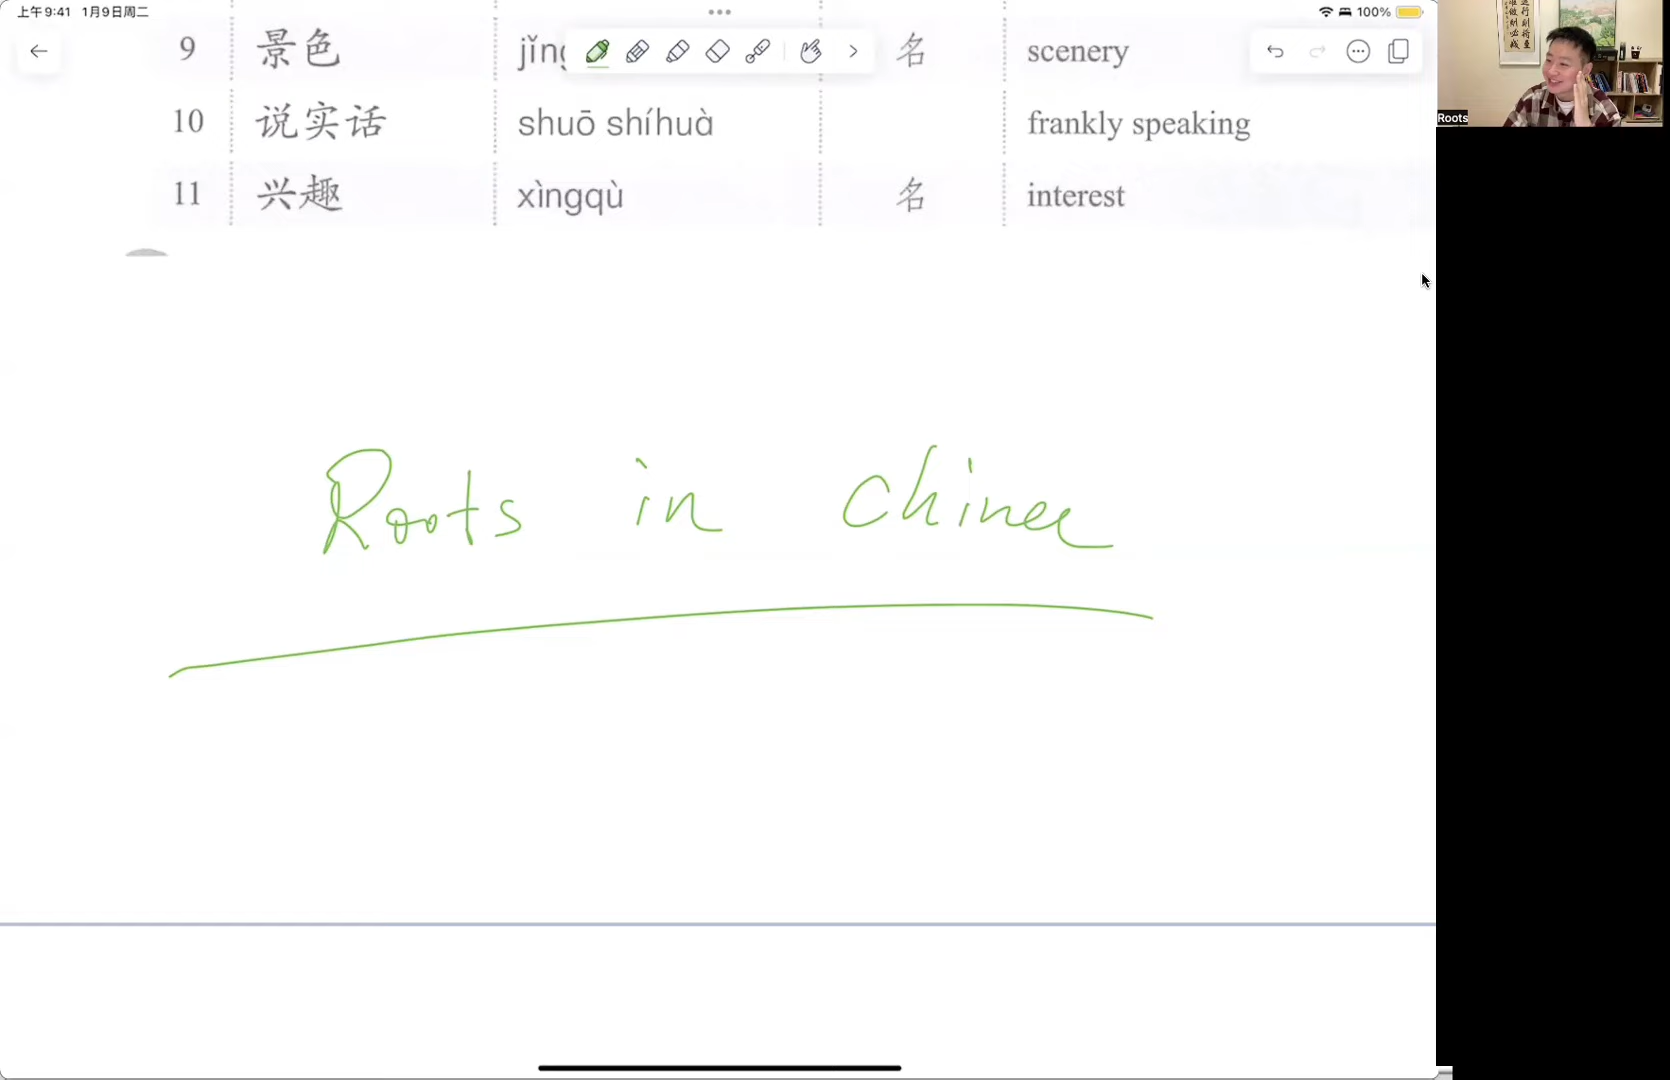 上午9:41 1月9日周二
100%
9 景色 jǐng 名 scenery
10 说实话 shuō shíhuà frankly speaking
11 兴趣 xìngqù 名 interest
Roots in Chinee
Roots